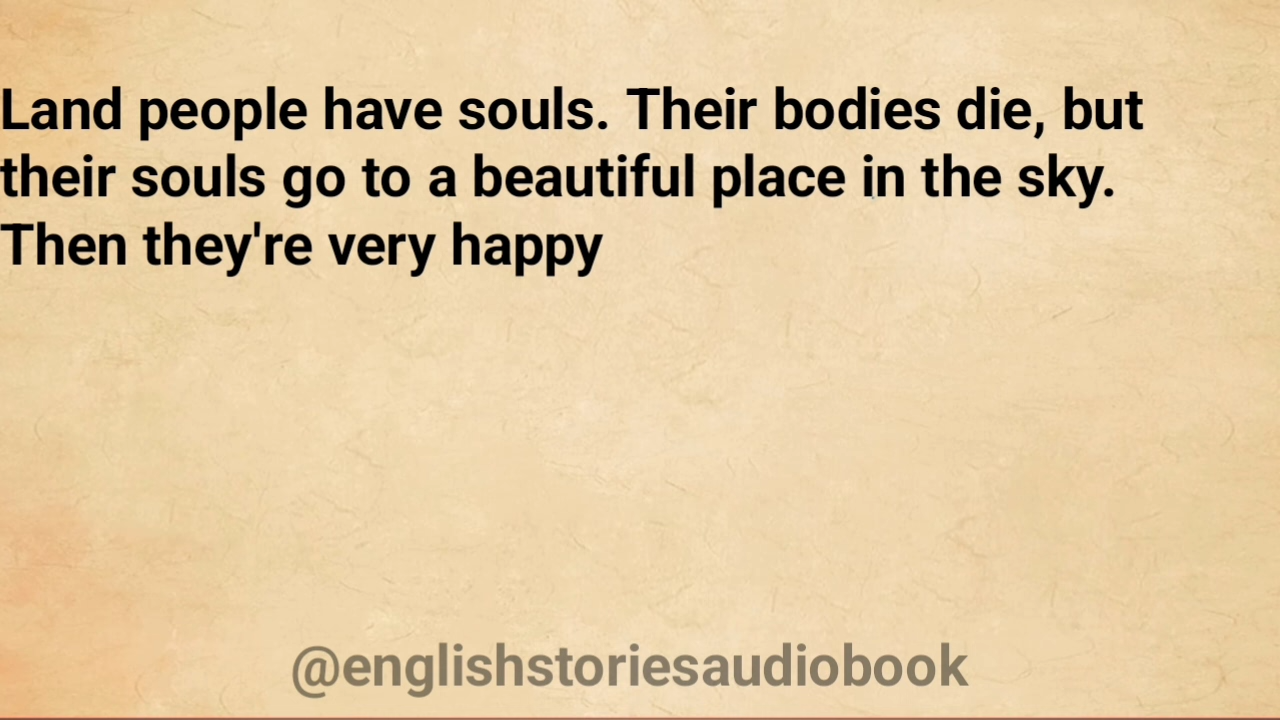 Land people have souls. Their bodies die, but
their souls go to a beautiful place in the sky.
Then they're very happy
@englishstoriesaudiobook